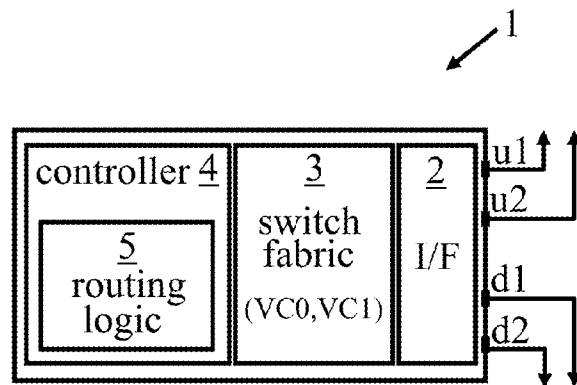 1
controller 4
5
routing
logic
3
switch
fabric
(VC0,VC1)
2
I/F
u1
u2
d1
d2